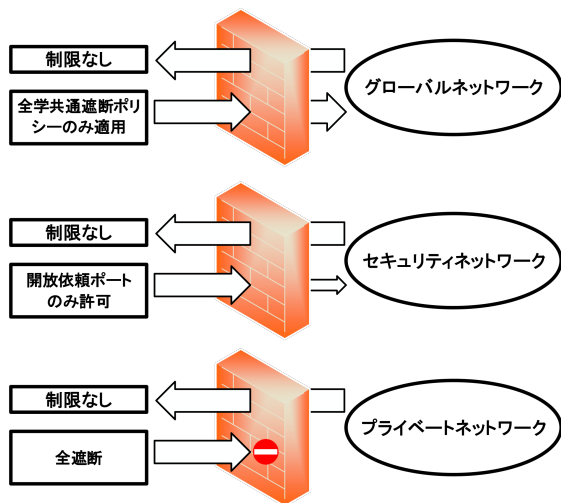 制限なし
グローバルネットワーク
全学共通遮断ポリ
シーのみ適用
制限なし
セキュリティネットワーク
開放依頼ポート
のみ許可
制限なし
プライベートネットワーク
全遮断